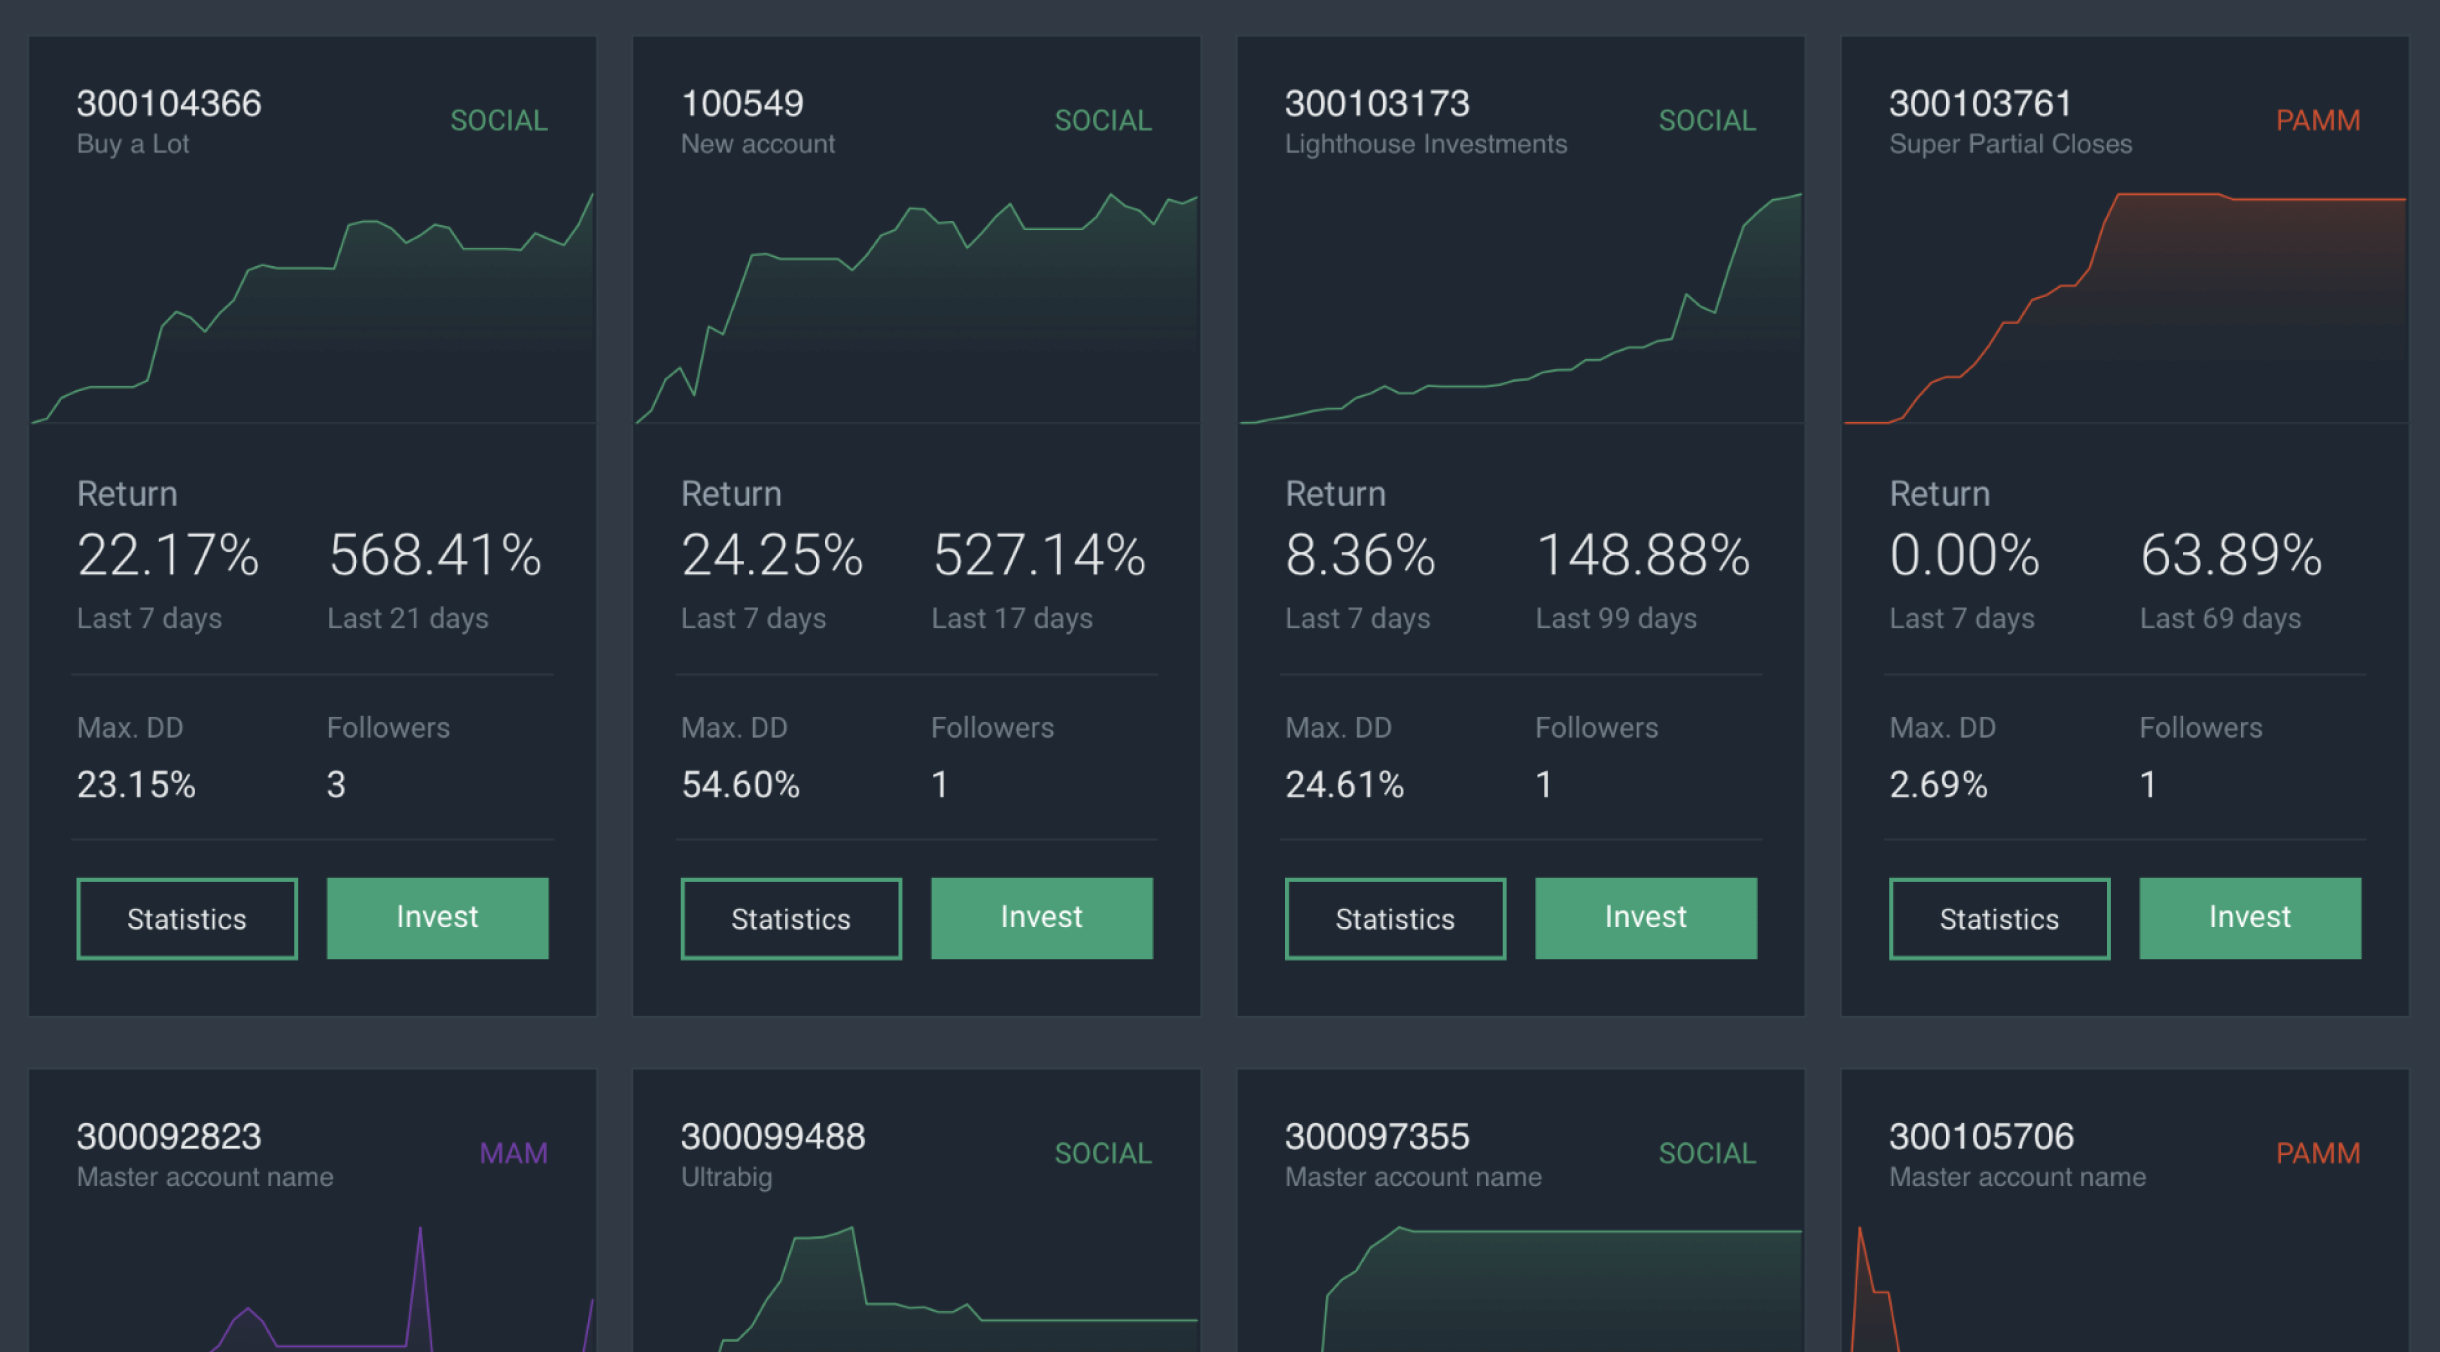 300104366
SOCIAL
Buy a Lot
Return
22.17%
568.41%
Last 7 days
Last 21 days
Max. DD
Followers
23.15%
3
Statistics
Invest
100549
SOCIAL
New account
Return
24.25%
527.14%
Last 7 days
Last 17 days
Max. DD
Followers
54.60%
1
Statistics
Invest
300103173
SOCIAL
Lighthouse Investments
Return
8.36%
148.88%
Last 7 days
Last 99 days
Max. DD
Followers
24.61%
1
Statistics
Invest
300103761
PAMM
Super Partial Closes
Return
0.00%
63.89%
Last 7 days
Last 69 days
Max. DD
Followers
2.69%
1
Statistics
Invest
300092823
MAM
Master account name
300099488
SOCIAL
Ultrabig
300097355
SOCIAL
Master account name
300105706
PAMM
Master account name